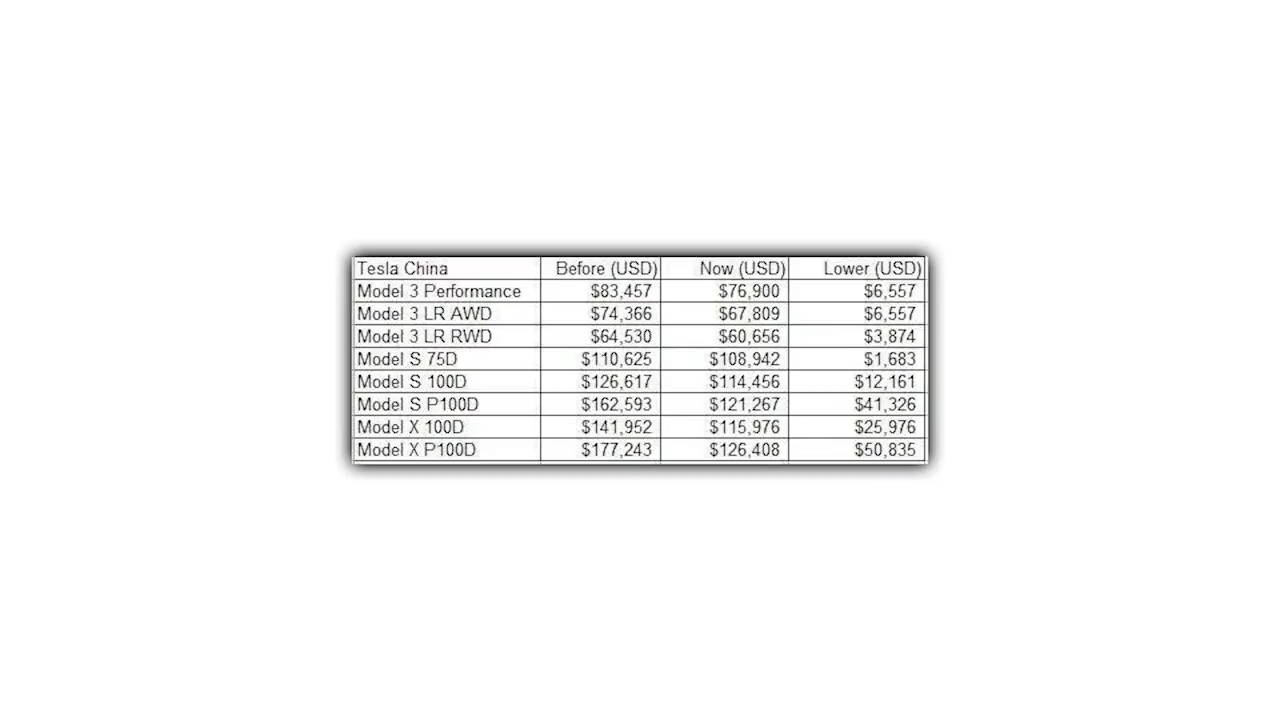 Tesla China Before (USD) Now (USD) Lower (USD)
Model 3 Performance $83,457 $76,900 $6,557
Model 3 LR AWD $74,366 $67,809 $6,557
Model 3 LR RWD $64,530 $60,656 $3,874
Model S 75D $110,625 $108,942 $1,683
Model S 100D $126,617 $114,456 $12,161
Model S P100D $162,593 $121,267 $41,326
Model X 100D $141,952 $115,976 $25,976
Model X P100D $177,243 $126,408 $50,835